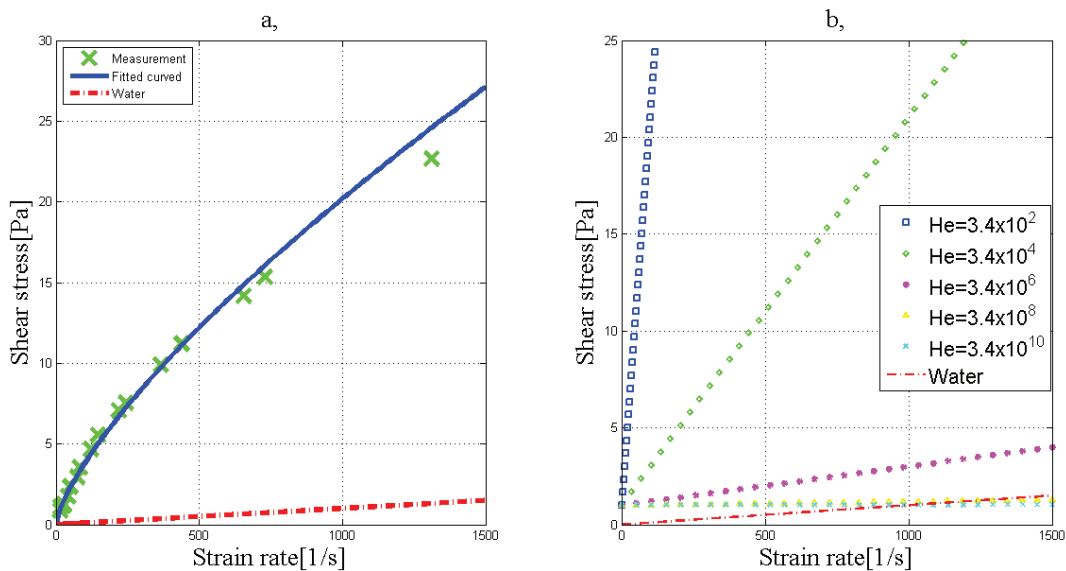 a,
30
25
20
15
10
5
0
0
500
1000
1500
Shear stress[Pa]
Strain rate[1/s]
Measurement
Fitted curved
Water
b,
25
20
15
10
5
0
0
500
1000
1500
Shear stress[Pa]
Strain rate[1/s]
He=3.4x10²
He=3.4x10⁴
He=3.4x10⁶
He=3.4x10⁸
He=3.4x10¹⁰
Water